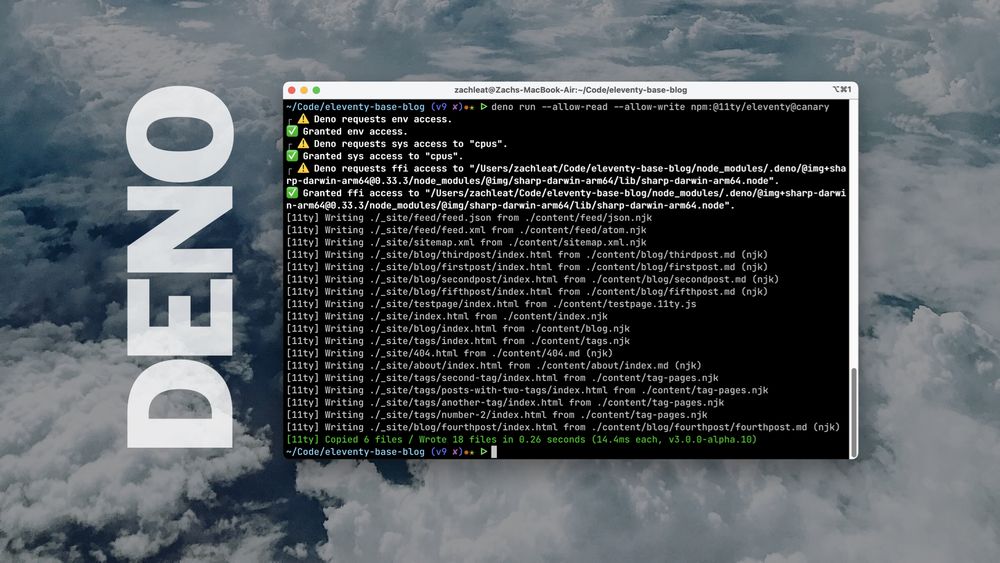 DENO
zachleat@Zachs-MacBook-Air:~/Code/eleventy-base-blog
⌥⌘1
~/Code/eleventy-base-blog (v9 ✘)✹✭ ᐅ deno run --allow-read --allow-write npm:@11ty/eleventy@canary
┌ ⚠️ Deno requests env access.
✅ Granted env access.
┌ ⚠️ Deno requests sys access to "cpus".
✅ Granted sys access to "cpus".
┌ ⚠️ Deno requests ffi access to "/Users/zachleat/Code/eleventy-base-blog/node_modules/.deno/@img+sha
rp-darwin-arm64@0.33.3/node_modules/@img/sharp-darwin-arm64/lib/sharp-darwin-arm64.node".
✅ Granted ffi access to "/Users/zachleat/Code/eleventy-base-blog/node_modules/.deno/@img+sharp-darwi
n-arm64@0.33.3/node_modules/@img/sharp-darwin-arm64/lib/sharp-darwin-arm64.node".
[11ty] Writing ./_site/feed/feed.json from ./content/feed/json.njk
[11ty] Writing ./_site/feed/feed.xml from ./content/feed/atom.njk
[11ty] Writing ./_site/sitemap.xml from ./content/sitemap.xml.njk
[11ty] Writing ./_site/blog/thirdpost/index.html from ./content/blog/thirdpost.md (njk)
[11ty] Writing ./_site/blog/firstpost/index.html from ./content/blog/firstpost.md (njk)
[11ty] Writing ./_site/blog/secondpost/index.html from ./content/blog/secondpost.md (njk)
[11ty] Writing ./_site/blog/fifthpost/index.html from ./content/blog/fifthpost.md (njk)
[11ty] Writing ./_site/testpage/index.html from ./content/testpage.11ty.js
[11ty] Writing ./_site/index.html from ./content/index.njk
[11ty] Writing ./_site/blog/index.html from ./content/blog.njk
[11ty] Writing ./_site/tags/index.html from ./content/tags.njk
[11ty] Writing ./_site/404.html from ./content/404.md (njk)
[11ty] Writing ./_site/about/index.html from ./content/about/index.md (njk)
[11ty] Writing ./_site/tags/second-tag/index.html from ./content/tag-pages.njk
[11ty] Writing ./_site/tags/posts-with-two-tags/index.html from ./content/tag-pages.njk
[11ty] Writing ./_site/tags/another-tag/index.html from ./content/tag-pages.njk
[11ty] Writing ./_site/tags/number-2/index.html from ./content/tag-pages.njk
[11ty] Writing ./_site/blog/fourthpost/index.html from ./content/blog/fourthpost/fourthpost.md (njk)
[11ty] Copied 6 files / Wrote 18 files in 0.26 seconds (14.4ms each, v3.0.0-alpha.10)
~/Code/eleventy-base-blog (v9 ✘)✹✭ ᐅ